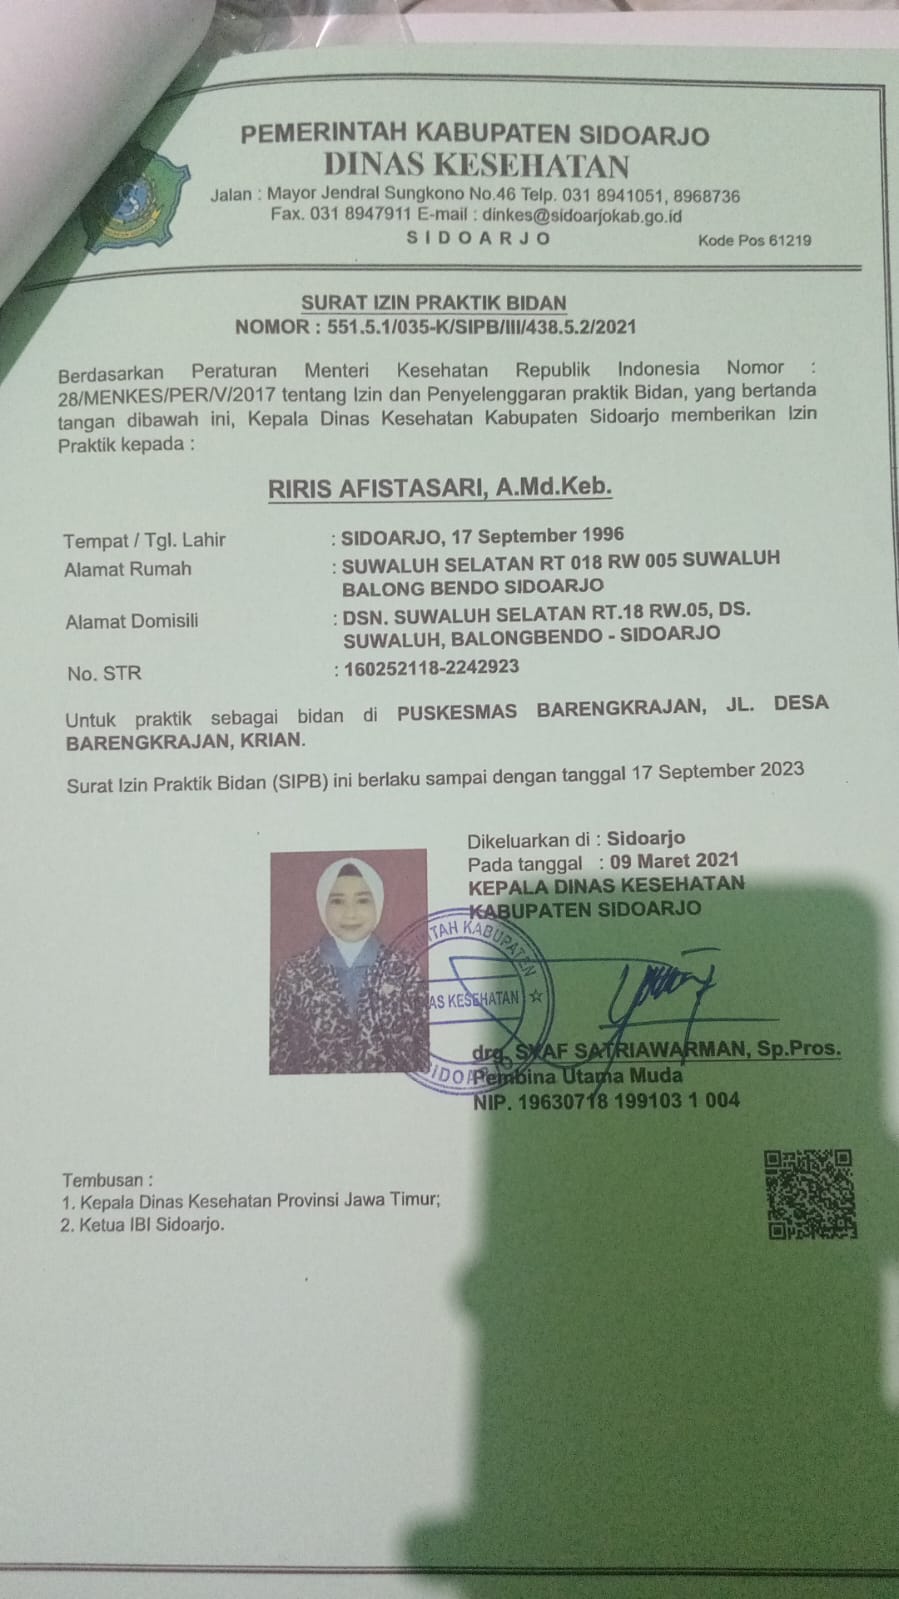 PEMERINTAH KABUPATEN SIDOARJO
DINAS KESEHATAN
Jalan : Mayor Jendral Sungkono No.46 Telp. 031 8941051, 8968736
Fax. 031 8947911 E-mail : dinkes@sidoarjokab.go.id
SIDOARJO
Kode Pos 61219
SURAT IZIN PRAKTIK BIDAN
NOMOR : 551.5.1/035-K/SIPB/III/438.5.2/2021
Berdasarkan Peraturan Menteri Kesehatan Republik Indonesia Nomor :
28/MENKES/PER/V/2017 tentang Izin dan Penyelenggaran praktik Bidan, yang bertanda
tangan dibawah ini, Kepala Dinas Kesehatan Kabupaten Sidoarjo memberikan Izin
Praktik kepada :
RIRIS AFISTASARI, A.Md.Keb.
Tempat / Tgl. Lahir : SIDOARJO, 17 September 1996
Alamat Rumah : SUWALUH SELATAN RT 018 RW 005 SUWALUH
BALONG BENDO SIDOARJO
Alamat Domisili : DSN. SUWALUH SELATAN RT.18 RW.05, DS.
SUWALUH, BALONGBENDO - SIDOARJO
No. STR : 160252118-2242923
Untuk praktik sebagai bidan di PUSKESMAS BARENGKRAJAN, JL. DESA
BARENGKRAJAN, KRIAN.
Surat Izin Praktik Bidan (SIPB) ini berlaku sampai dengan tanggal 17 September 2023
Dikeluarkan di : Sidoarjo
Pada tanggal : 09 Maret 2021
KEPALA DINAS KESEHATAN
KABUPATEN SIDOARJO
KABUPATEN
KESEHATAN
drg. SYAF SATRIAWARMAN, Sp.Pros.
Pembina Utama Muda
NIP. 19630718 199103 1 004
Tembusan :
1. Kepala Dinas Kesehatan Provinsi Jawa Timur;
2. Ketua IBI Sidoarjo.